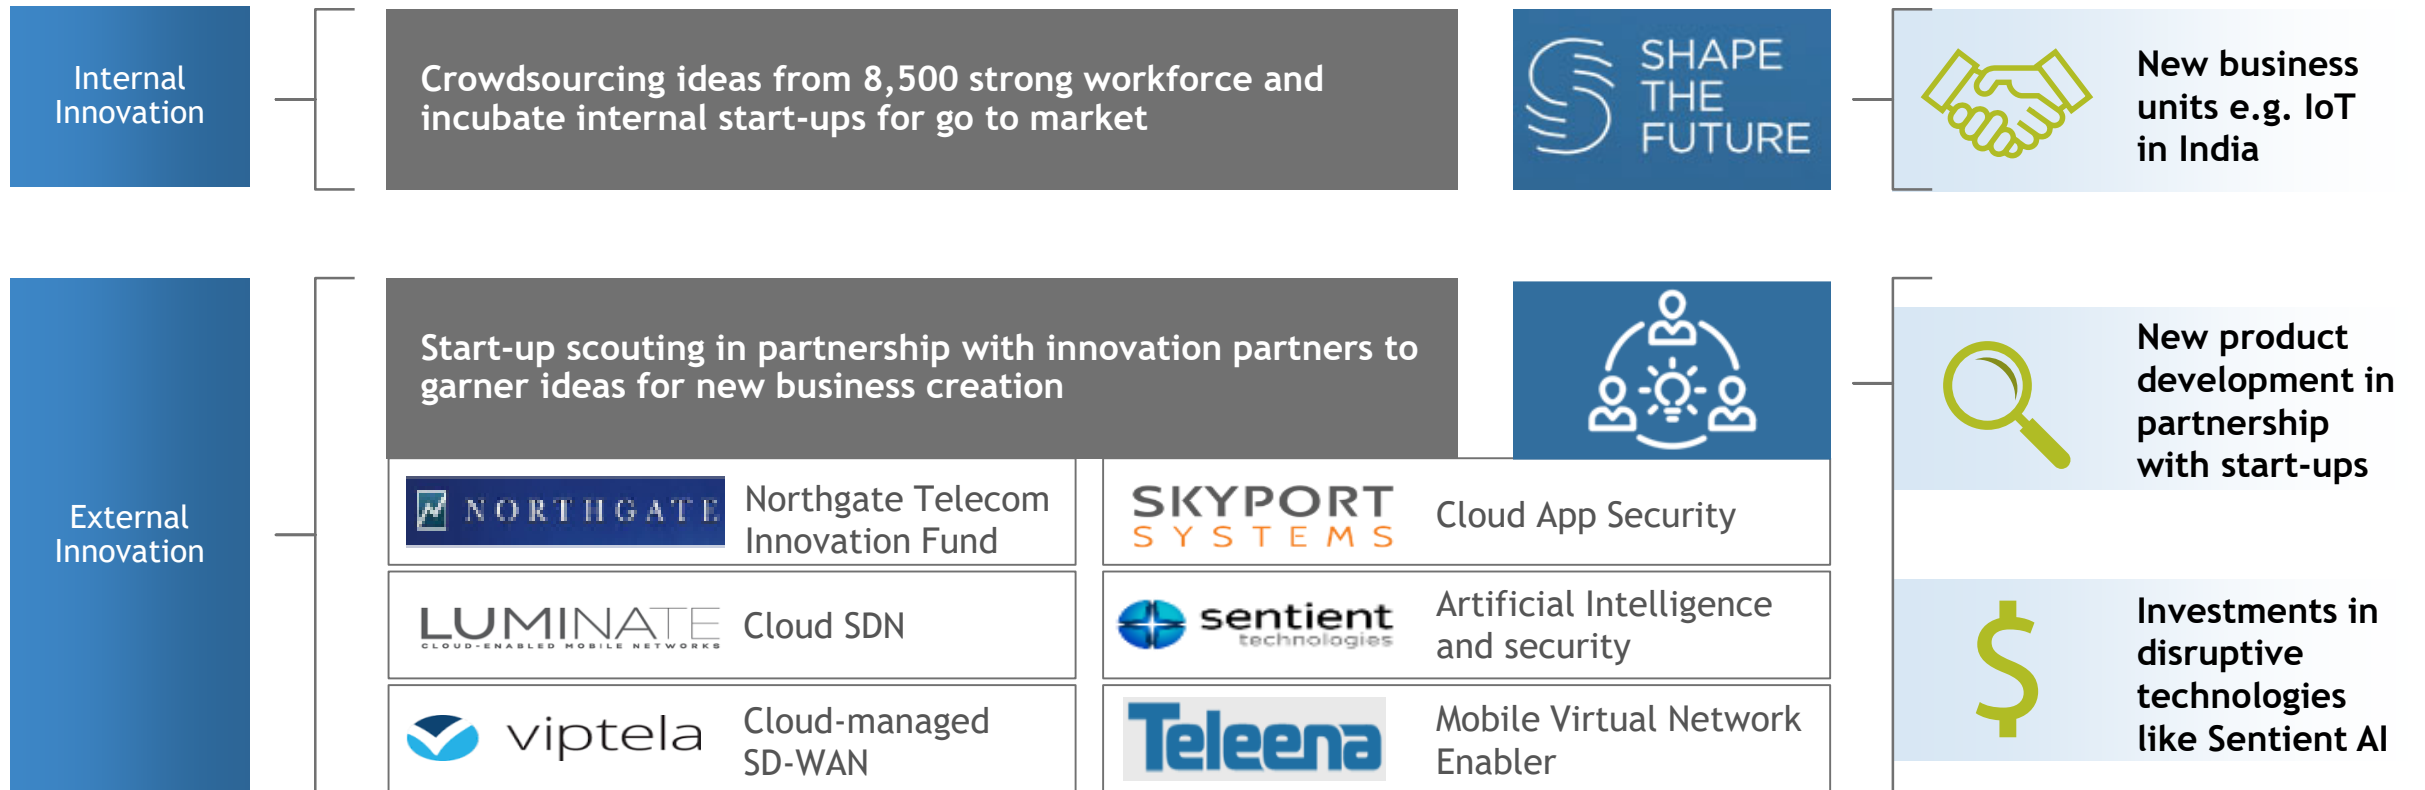 Internal
Innovation
Crowdsourcing ideas from 8,500 strong workforce and
incubate internal start-ups for go to market
SHAPE
THE
FUTURE
New business
units e.g. IoT
in India
External
Innovation
Start-up scouting in partnership with innovation partners to
garner ideas for new business creation
NORTHGATE
Northgate Telecom
Innovation Fund
SKYPORT
SYSTEMS
Cloud App Security
LUMINATE
CLOUD-ENABLED MOBILE NETWORKS
Cloud SDN
sentient
technologies
Artificial Intelligence
and security
viptela
Cloud-managed
SD-WAN
Teleena
Mobile Virtual Network
Enabler
New product
development in
partnership
with start-ups
Investments in
disruptive
technologies
like Sentient AI